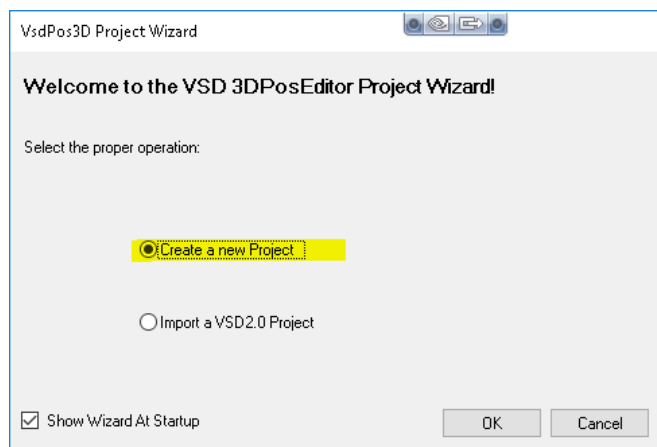 VsdPos3D Project Wizard
Welcome to the VSD 3DPosEditor Project Wizard!
Select the proper operation:
Create a new Project
Import a VSD2.0 Project
Show Wizard At Startup
OK
Cancel